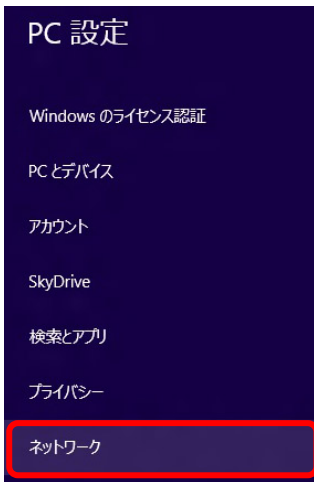 PC 設定
Windows のライセンス認証
PC とデバイス
アカウント
SkyDrive
検索とアプリ
プライバシー
ネットワーク